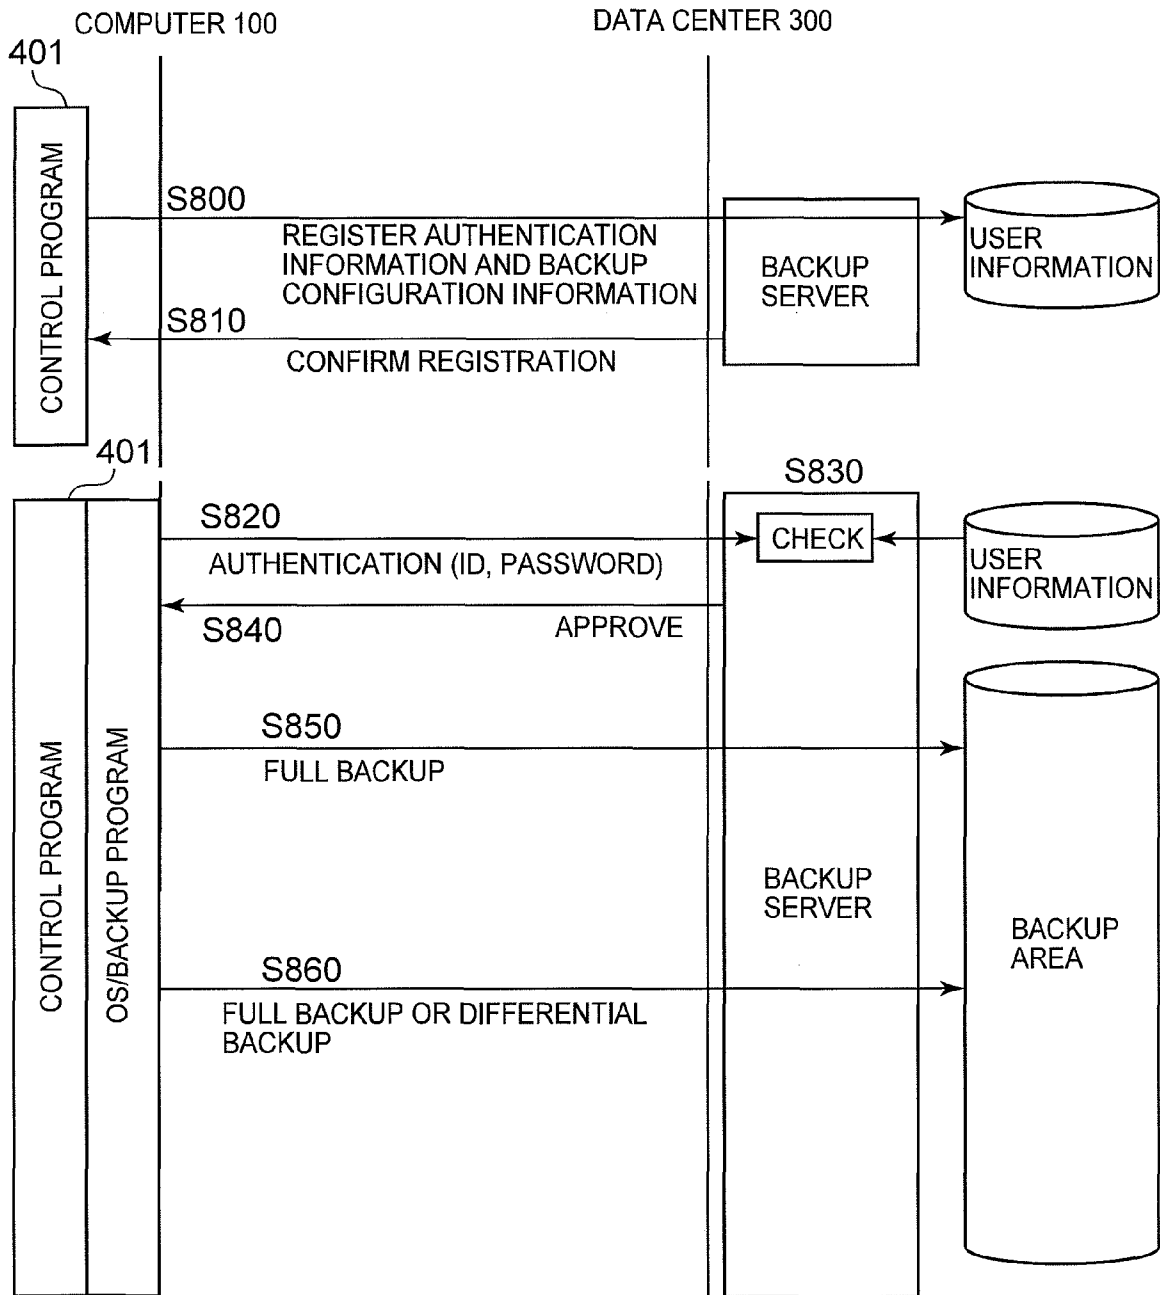 COMPUTER 100
DATA CENTER 300
401
CONTROL PROGRAM
S800
REGISTER AUTHENTICATION
INFORMATION AND BACKUP
CONFIGURATION INFORMATION
BACKUP
SERVER
USER
INFORMATION
S810
CONFIRM REGISTRATION
401
CONTROL PROGRAM
OS/BACKUP PROGRAM
S820
AUTHENTICATION (ID, PASSWORD)
S830
CHECK
USER
INFORMATION
S840
APPROVE
S850
FULL BACKUP
BACKUP
SERVER
BACKUP
AREA
S860
FULL BACKUP OR DIFFERENTIAL
BACKUP